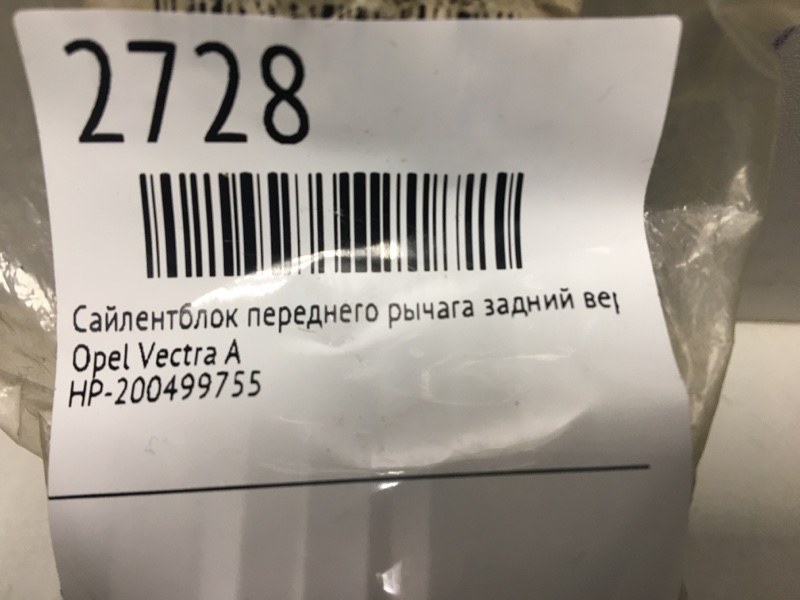 2728
Сайлентблок переднего рычага задний
Opel Vectra A
HP-200499755